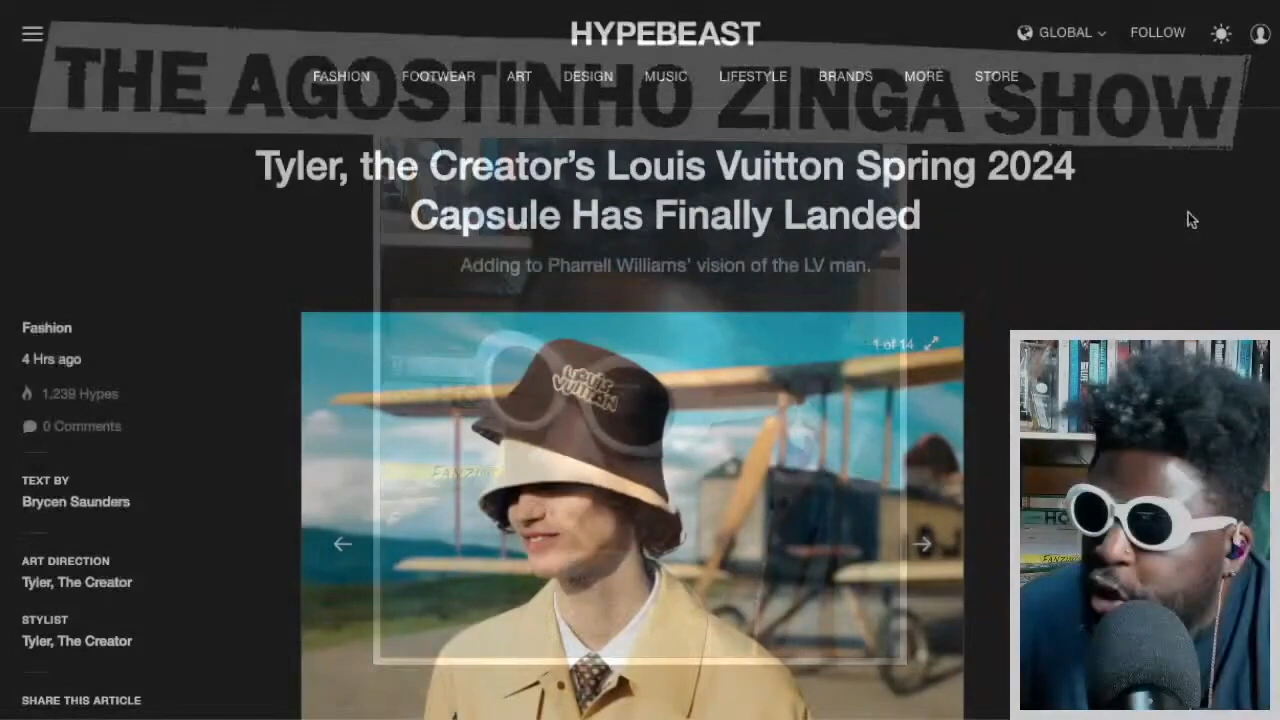 HYPEBEAST
GLOBAL
FOLLOW
THE AGOSTINHO ZINGA SHOW
FASHION FOOTWEAR ART DESIGN MUSIC LIFESTYLE BRANDS MORE STORE
Tyler, the Creator’s Louis Vuitton Spring 2024
Capsule Has Finally Landed
Adding to Pharrell Williams’ vision of the LV man.
Fashion
4 Hrs ago
1,239 Hypes
0 Comments
TEXT BY
Brycen Saunders
ART DIRECTION
Tyler, The Creator
STYLIST
Tyler, The Creator
SHARE THIS ARTICLE
1 of 14
LOUIS
VUITTON
FANZINE